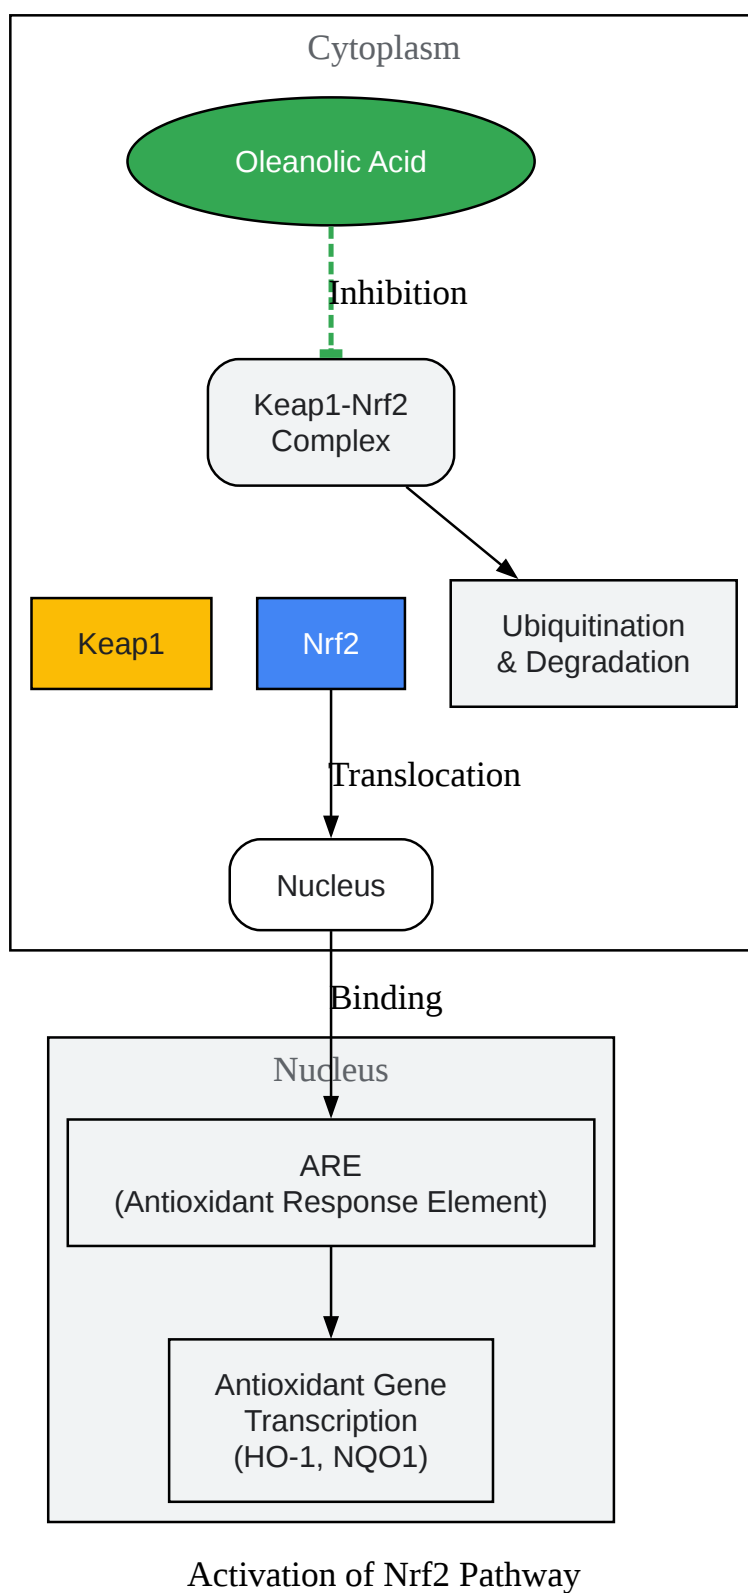 Cytoplasm
Oleanolic Acid
Inhibition
Keap1-Nrf2
Complex
Keap1
Nrf2
Ubiquitination
& Degradation
Translocation
Nucleus
Binding
Nucleus
ARE
(Antioxidant Response Element)
Antioxidant Gene
Transcription
(HO-1, NQO1)
Activation of Nrf2 Pathway